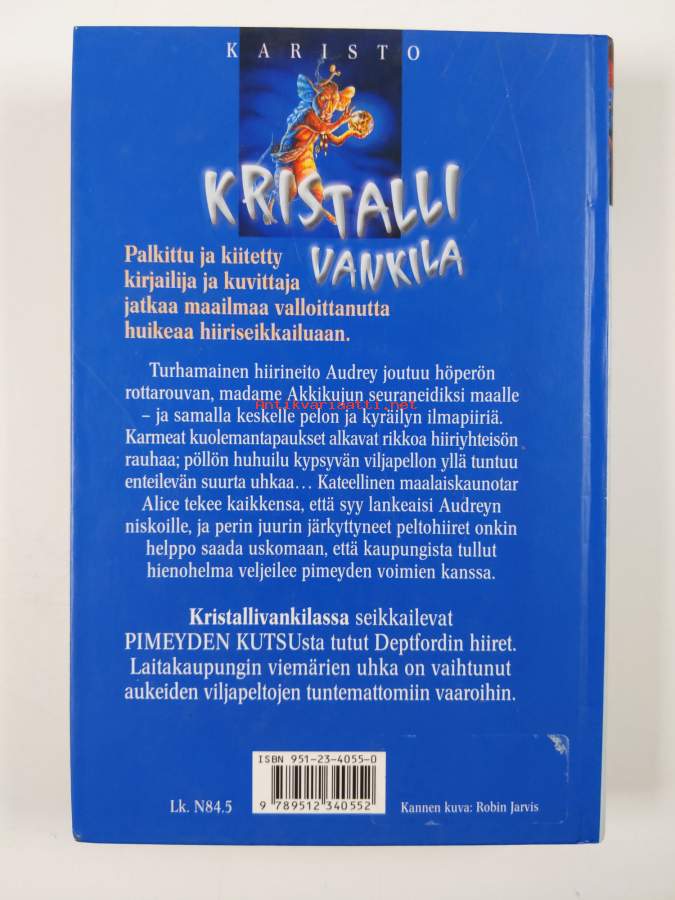 KARISTO
KRISTALLI
VANKILA
Palkittu ja kiitetty
kirjailija ja kuvittaja
jatkaa maailmaa valloittanutta
huikeaa hiiriseikkailuaan.
Turhamainen hiirineito Audrey joutuu höperön
rottarouvan, madame Akkikujun seuraneidiksi maalle
Antikvariaatti.net
– ja samalla keskelle pelon ja kyräilyn ilmapiiriä.
Karmeat kuolemantapaukset alkavat rikkoa hiiriyhteisön
rauhaa; pöllön huhuilu kypsyvän viljapellon yllä tuntuu
enteilevän suurta uhkaa… Kateellinen maalaiskaunotar
Alice tekee kaikkensa, että syy lankeaisi Audreyn
niskoille, ja perin juurin järkyttyneet peltohiiret onkin
helppo saada uskomaan, että kaupungista tullut
hienohelma veljeilee pimeyden voimien kanssa.
Kristallivankilassa seikkailevat
PIMEYDEN KUTSUsta tutut Deptfordin hiiret.
Laitakaupungin viemärien uhka on vaihtunut
aukeiden viljapeltojen tuntemattomiin vaaroihin.
ISBN 951-23-4055-0
9 789512 340552
Lk. N84.5
Kannen kuva: Robin Jarvis